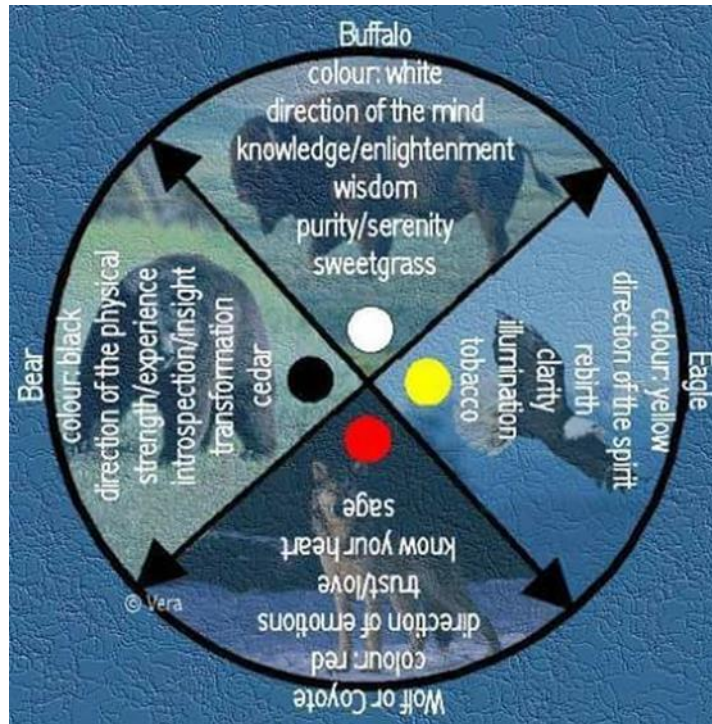 Buffalo
colour: white
direction of the mind
knowledge/enlightenment
wisdom
purity/serenity
sweetgrass
Eagle
colour: yellow
direction of the spirit
rebirth
clarity
illumination
tobacco
Wolf or Coyote
colour: red
direction of emotions
trust/love
know your heart
sage
Bear
colour: black
direction of the physical
strength/experience
introspection/insight
transformation
cedar
© Vera